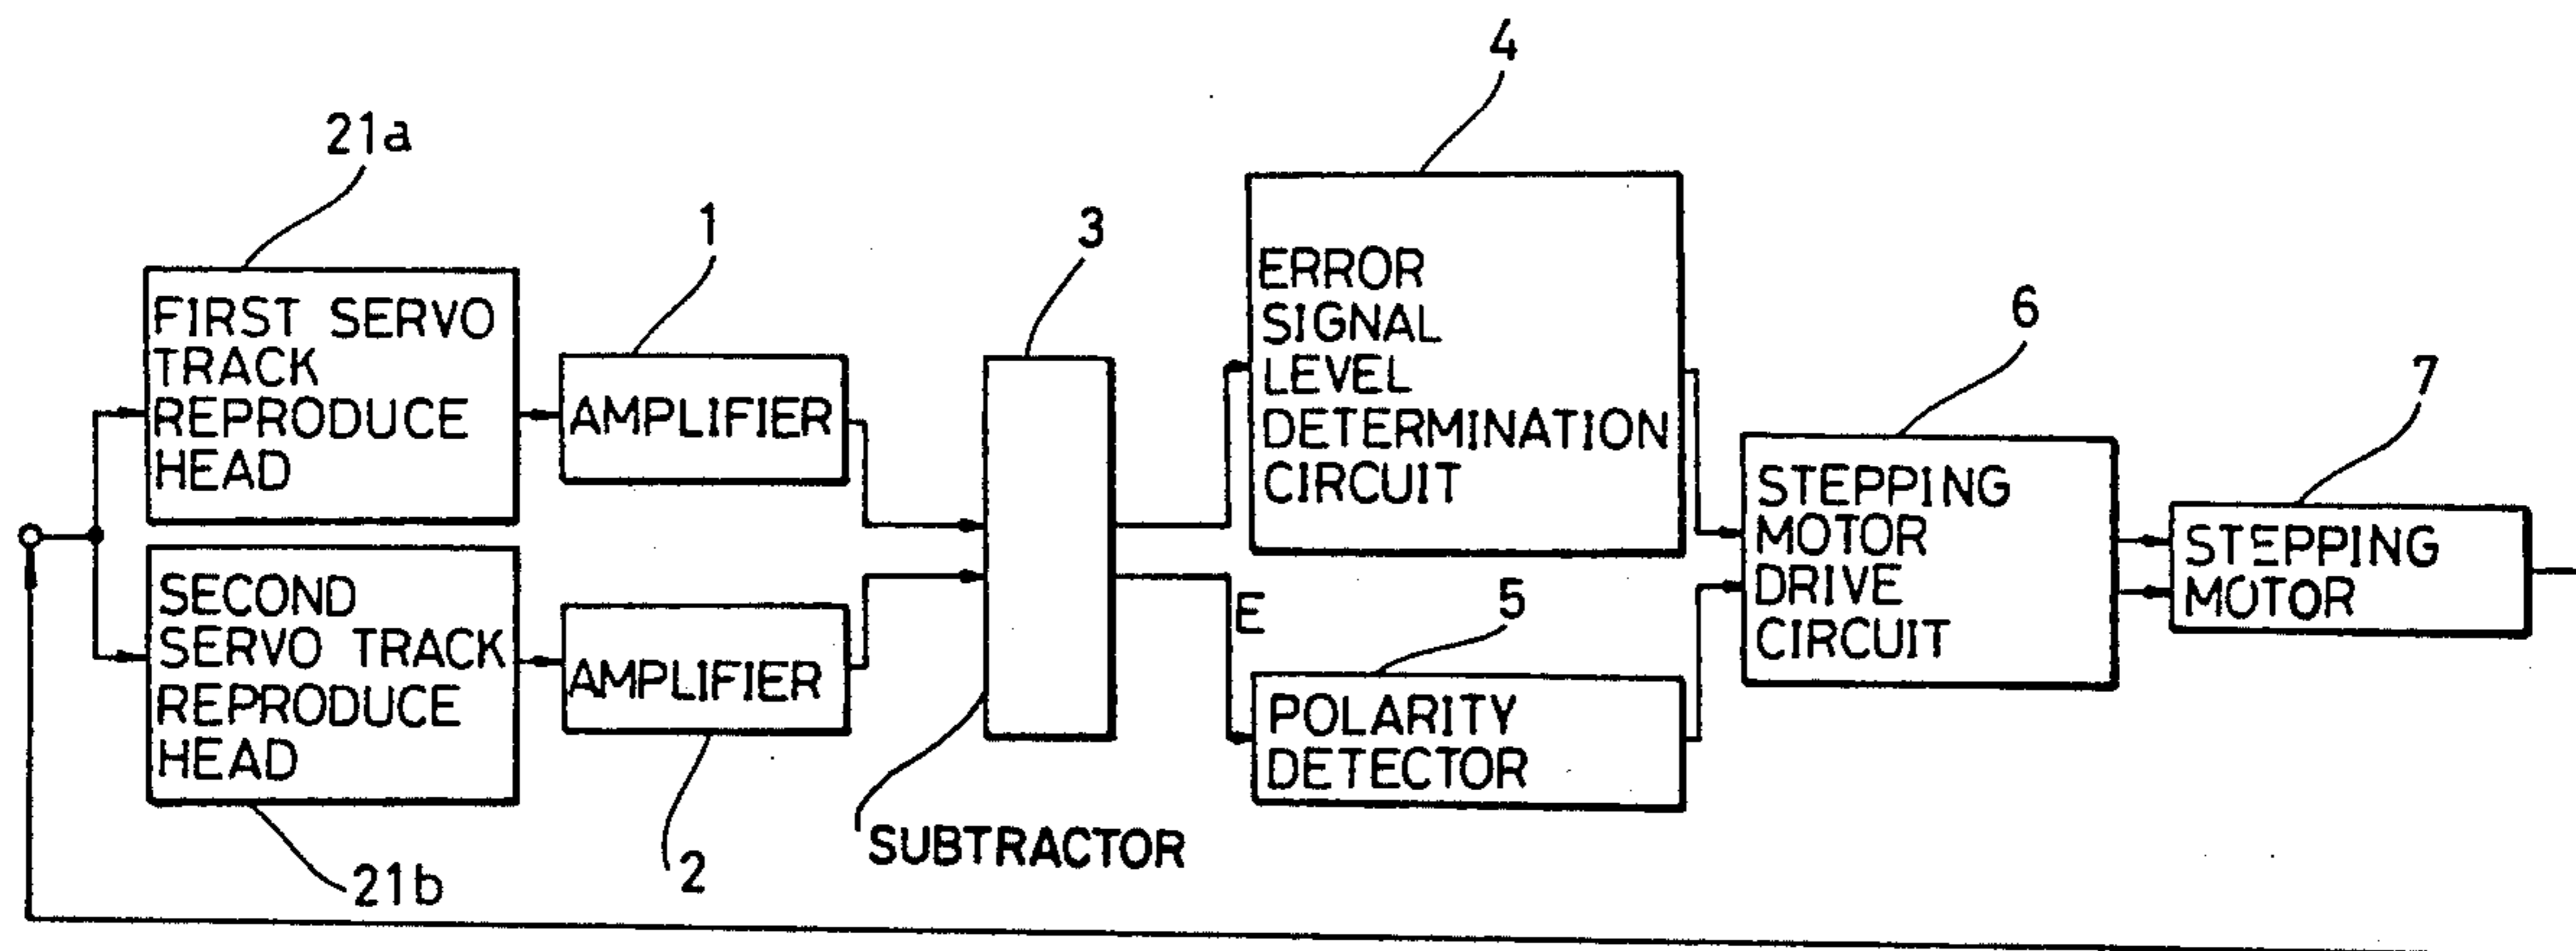 21a
FIRST SERVO
TRACK
REPRODUCE
HEAD
1
AMPLIFIER
SECOND
SERVO TRACK
REPRODUCE
HEAD
21b
AMPLIFIER
2
3
SUBTRACTOR
4
ERROR
SIGNAL
LEVEL
DETERMINATION
CIRCUIT
E
5
POLARITY
DETECTOR
6
STEPPING
MOTOR
DRIVE
CIRCUIT
7
STEPPING
MOTOR